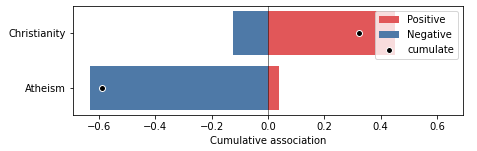 Christianity
Positive
Negative
cumulate
Atheism
−0.6 −0.4 −0.2 0.0 0.2 0.4 0.6
Cumulative association